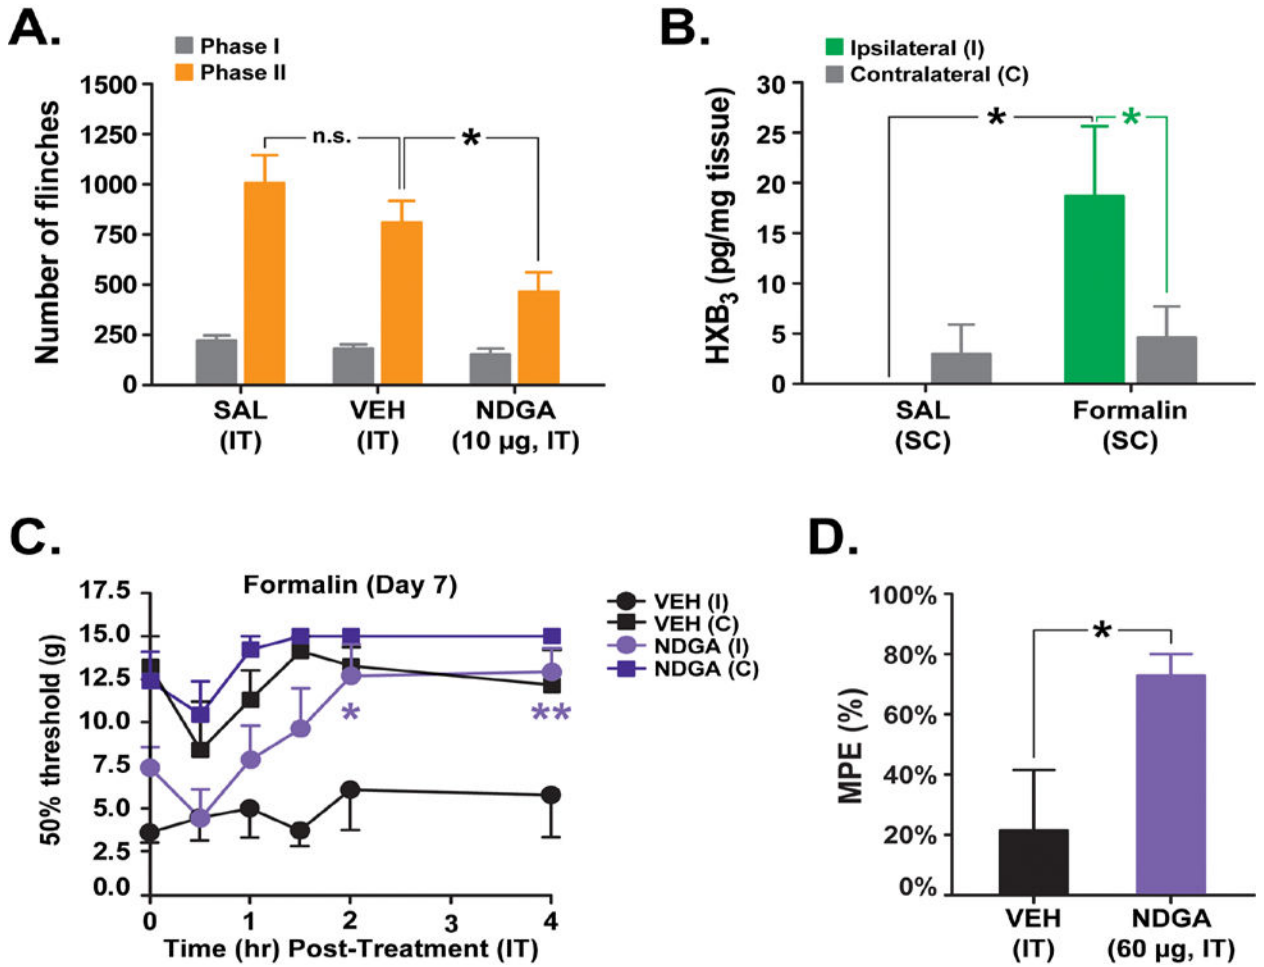 A.
Phase I
Phase II
Number of flinches
1500
1250
1000
750
500
250
0
n.s.
*
SAL
(IT)
VEH
(IT)
NDGA
(10 µg, IT)
B.
Ipsilateral (I)
Contralateral (C)
HXB3 (pg/mg tissue)
30
25
20
15
10
5
0
*
*
SAL
(SC)
Formalin
(SC)
C.
Formalin (Day 7)
50% threshold (g)
17.5
15.0
12.5
10.0
7.5
5.0
2.5
0.0
*
**
0
1
2
3
4
Time (hr) Post-Treatment (IT)
VEH (I)
VEH (C)
NDGA (I)
NDGA (C)
D.
MPE (%)
100%
80%
60%
40%
20%
0%
*
VEH
(IT)
NDGA
(60 µg, IT)